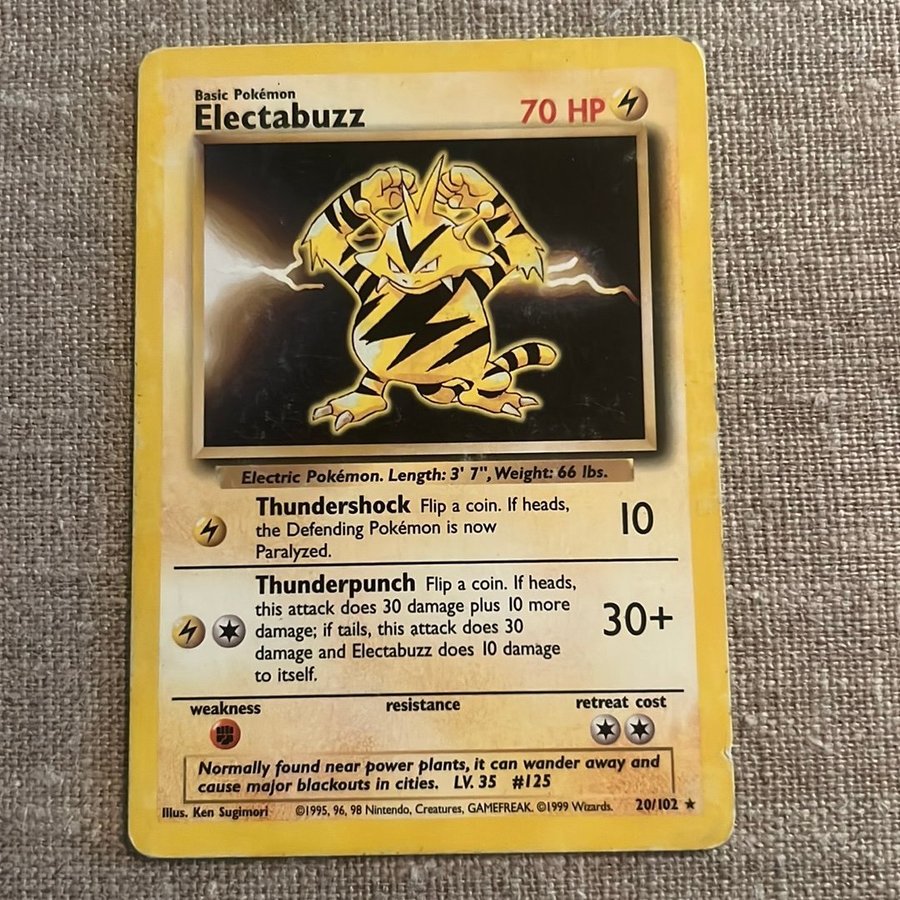 Basic Pokémon
Electabuzz 70 HP
Electric Pokémon. Length: 3' 7", Weight: 66 lbs.
Thundershock Flip a coin. If heads,
the Defending Pokémon is now
Paralyzed.
10
Thunderpunch Flip a coin. If heads,
this attack does 30 damage plus 10 more
damage; if tails, this attack does 30
damage and Electabuzz does 10 damage
to itself.
30+
weakness resistance retreat cost
Normally found near power plants, it can wander away and
cause major blackouts in cities. LV. 35 #125
Illus. Ken Sugimori ©1995, 96, 98 Nintendo, Creatures, GAMEFREAK. ©1999 Wizards. 20/102 ★